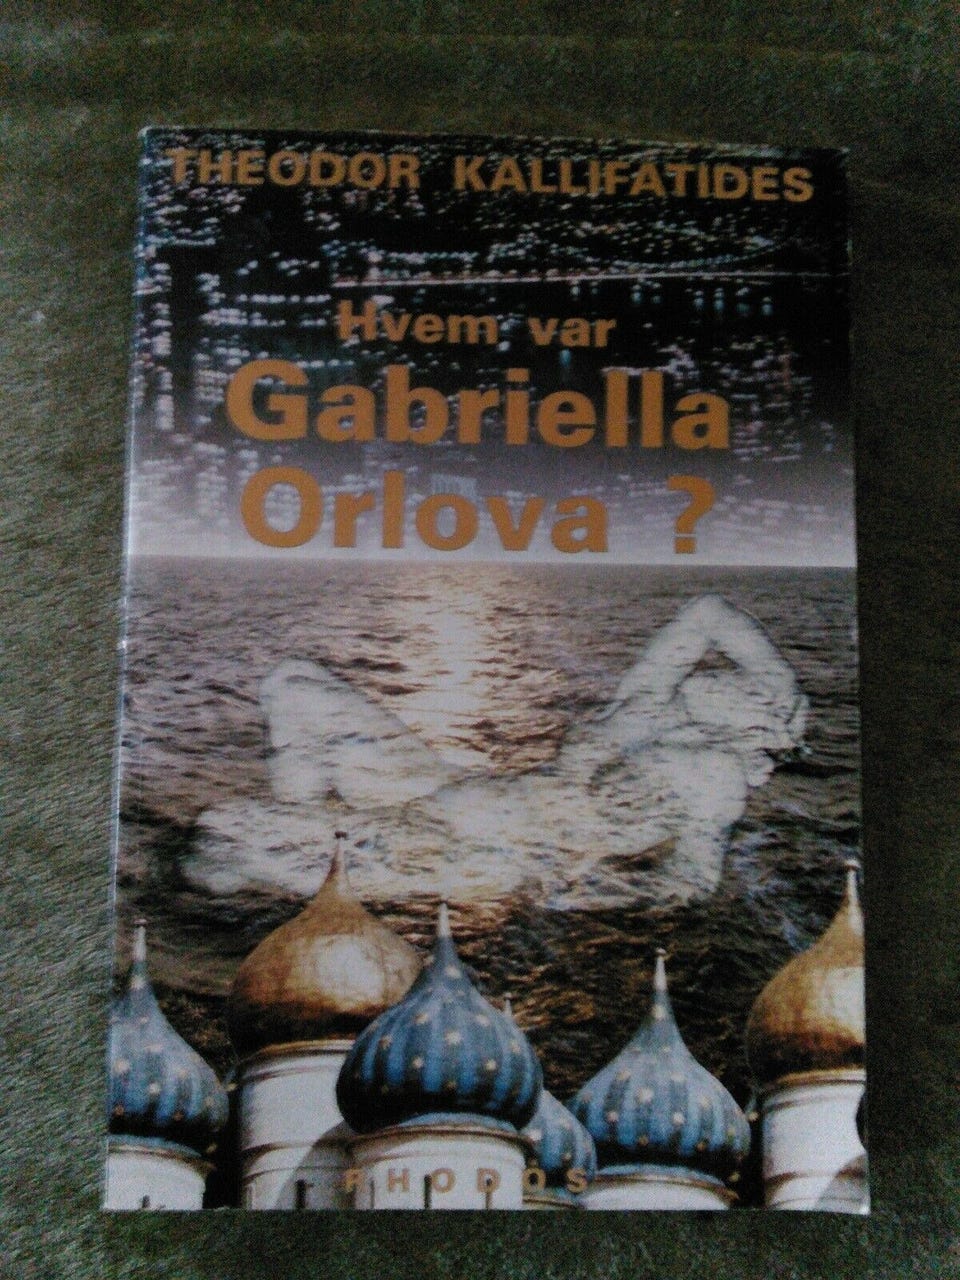 THEODOR KALLIFATIDES
Hvem var
Gabriella
Orlova ?
RHODOS